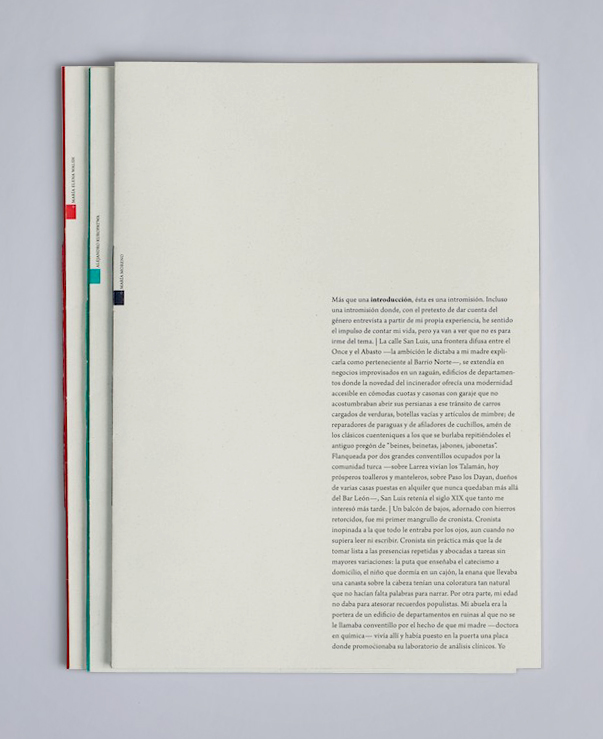 MARÍA ELENA WALSH
ALEJANDRO KUROPATWA
MARÍA MORENO
Más que una introducción, ésta es una intromisión. Incluso
una intromisión donde, con el pretexto de dar cuenta del
género entrevista a partir de mi propia experiencia, he sentido
el impulso de contar mi vida, pero ya van a ver que no es para
irme del tema. | La calle San Luis, una frontera difusa entre el
Once y el Abasto —la ambición le dictaba a mi madre expli-
carla como perteneciente al Barrio Norte—, se extendía en
negocios improvisados en un zaguán, edificios de departamen-
tos donde la novedad del incinerador ofrecía una modernidad
accesible en cómodas cuotas y casonas con garaje que no
acostumbraban abrir sus persianas a ese tránsito de carros
cargados de verduras, botellas vacías y artículos de mimbre; de
reparadores de paraguas y de afiladores de cuchillos, amén de
los clásicos cuenteniques a los que se burlaba repitiéndoles el
antiguo pregón de "beines, beinetas, jabones, jabonetas".
Flanqueada por dos grandes conventillos ocupados por la
comunidad turca —sobre Larrea vivían los Talamán, hoy
prósperos toalleros y manteleros, sobre Paso los Dayan, dueños
de varias casas puestas en alquiler que nunca quedaban más allá
del Bar León—, San Luis retenía el siglo XIX que tanto me
interesó más tarde. | Un balcón de bajos, adornado con hierros
retorcidos, fue mi primer mangrullo de cronista. Cronista
inopinada a la que todo le entraba por los ojos, aun cuando no
supiera leer ni escribir. Cronista sin práctica más que la de
tomar lista a las presencias repetidas y abocadas a tareas sin
mayores variaciones: la puta que enseñaba el catecismo a
domicilio, el niño que dormía en un cajón, la enana que llevaba
una canasta sobre la cabeza tenían una coloratura tan natural
que no hacían falta palabras para narrar. Por otra parte, mi edad
no daba para atesorar recuerdos populistas. Mi abuela era la
portera de un edificio de departamentos en ruinas al que no se
le llamaba conventillo por el hecho de que mi madre —doctora
en química— vivía allí y había puesto en la puerta una placa
donde promocionaba su laboratorio de análisis clínicos. Yo